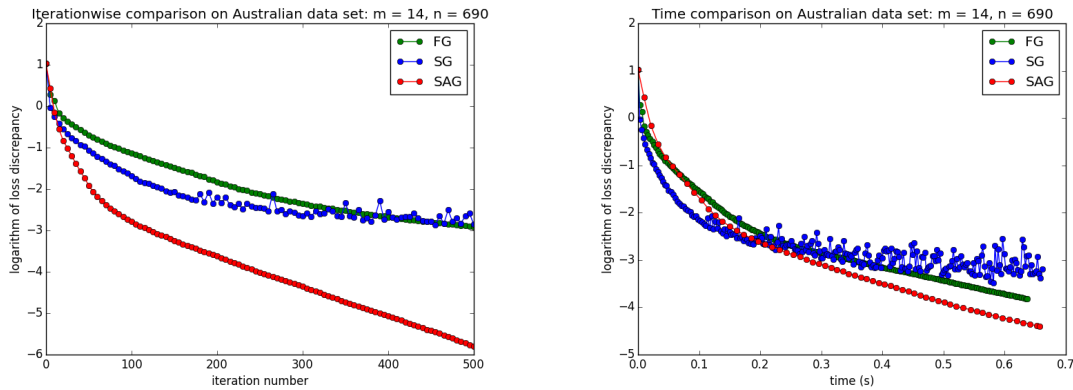 Iterationwise comparison on Australian data set: m = 14, n = 690
2
1
0
−1
−2
−3
−4
−5
−6
logarithm of loss discrepancy
FG
SG
SAG
0
100
200
300
400
500
iteration number
Time comparison on Australian data set: m = 14, n = 690
2
1
0
−1
−2
−3
−4
−5
logarithm of loss discrepancy
FG
SG
SAG
0.0
0.1
0.2
0.3
0.4
0.5
0.6
0.7
time (s)